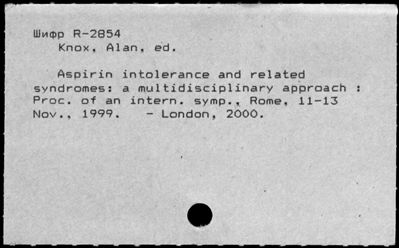 Шифр R-2854
Knox, Alan, ed.
Aspirin intolerance and related
syndromes: a multidisciplinary approach :
Proc. of an intern. symp., Rome, 11-13
Nov., 1999. - London, 2000.